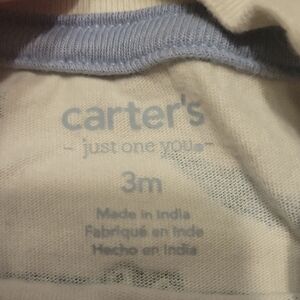 carter's
- just one you®-
3m
Made in India
Fabriqué en Inde
Hecho en India